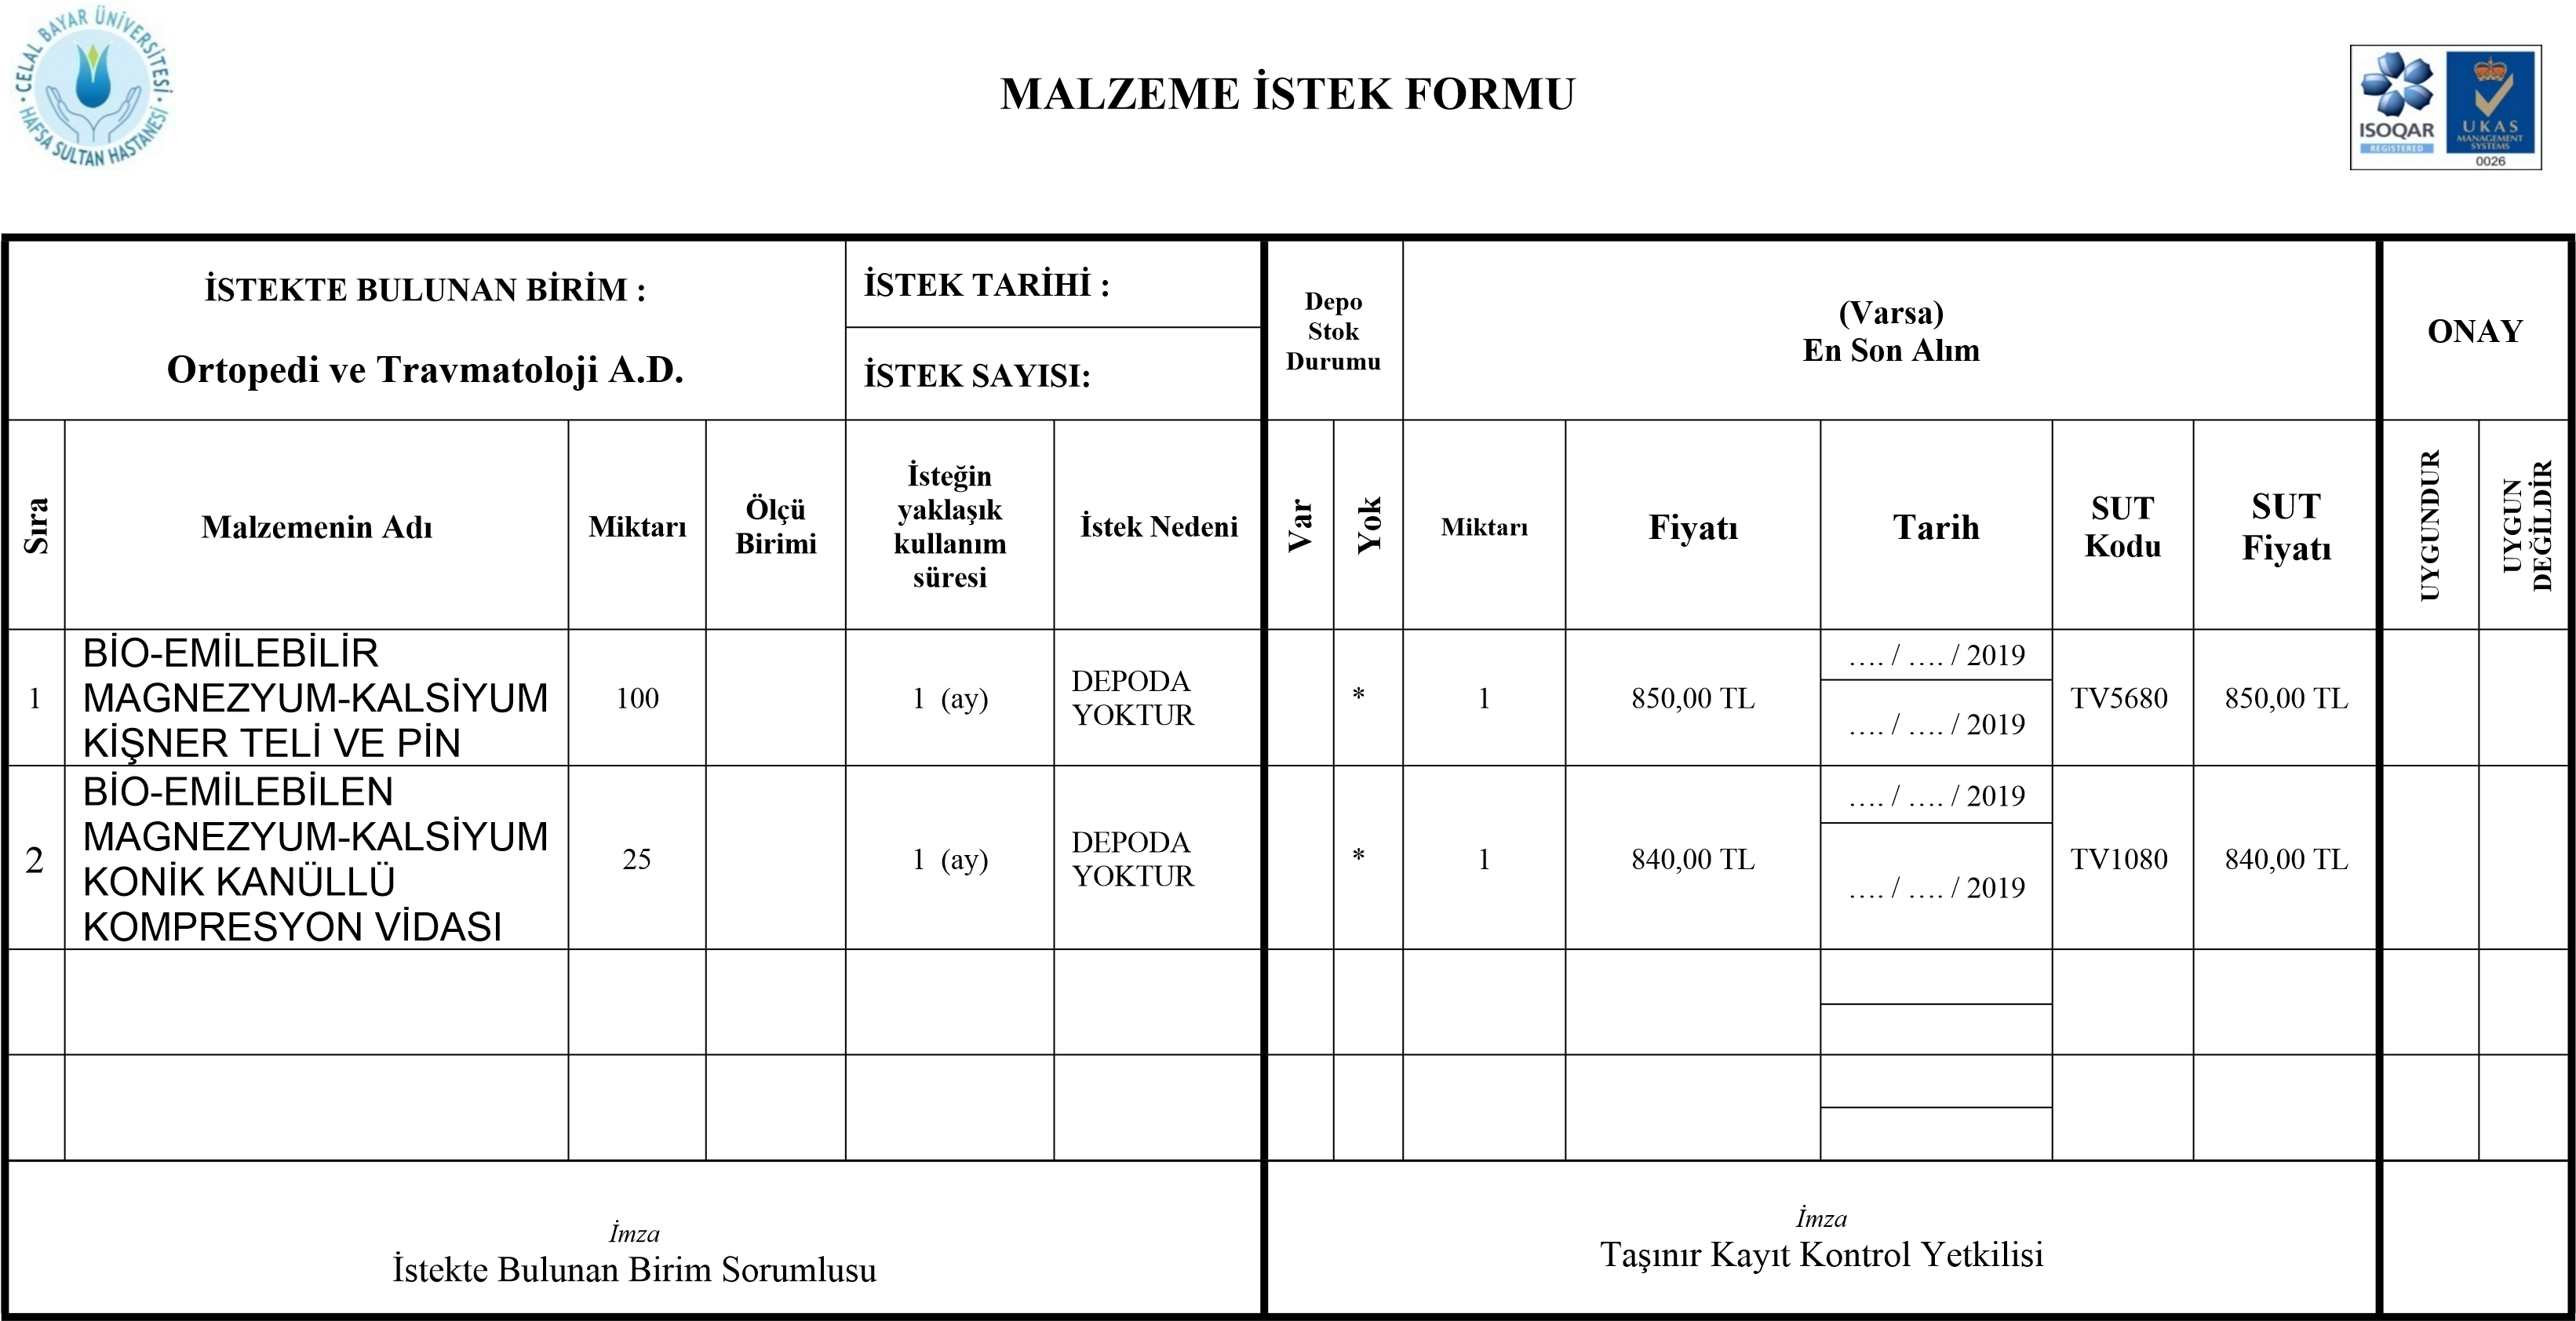 CELAL BAYAR ÜNİVERSİTESİ
HAFSA SULTAN HASTANESİ
MALZEME İSTEK FORMU
ISOQAR
REGISTERED
UKAS
MANAGEMENT
SYSTEMS
0026
İSTEKTE BULUNAN BİRİM :
Ortopedi ve Travmatoloji A.D.
İSTEK TARİHİ :
İSTEK SAYISI:
Depo
Stok
Durumu
(Varsa)
En Son Alım
ONAY
Sıra
Malzemenin Adı
Miktarı
Ölçü
Birimi
İsteğin
yaklaşık
kullanım
süresi
İstek Nedeni
Var
Yok
Miktarı
Fiyatı
Tarih
SUT
Kodu
SUT
Fiyatı
UYGUNDUR
UYGUN
DEĞİLDİR
1
BİO-EMİLEBİLİR
MAGNEZYUM-KALSİYUM
KİŞNER TELİ VE PİN
100
1 (ay)
DEPODA
YOKTUR
*
1
850,00 TL
…. / …. / 2019
…. / …. / 2019
TV5680
850,00 TL
2
BİO-EMİLEBİLEN
MAGNEZYUM-KALSİYUM
KONİK KANÜLLÜ
KOMPRESYON VİDASI
25
1 (ay)
DEPODA
YOKTUR
*
1
840,00 TL
…. / …. / 2019
…. / …. / 2019
TV1080
840,00 TL
İmza
İstekte Bulunan Birim Sorumlusu
İmza
Taşınır Kayıt Kontrol Yetkilisi